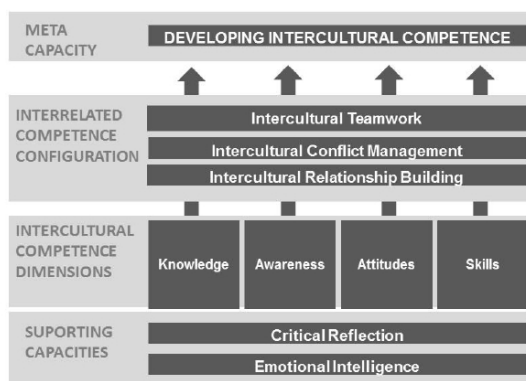 META
CAPACITY
DEVELOPING INTERCULTURAL COMPETENCE
INTERRELATED
COMPETENCE
CONFIGURATION
Intercultural Teamwork
Intercultural Conflict Management
Intercultural Relationship Building
INTERCULTURAL
COMPETENCE
DIMENSIONS
Knowledge
Awareness
Attitudes
Skills
SUPORTING
CAPACITIES
Critical Reflection
Emotional Intelligence